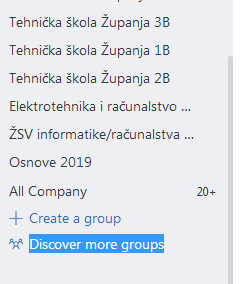 Tehnička škola Županja 3B
Tehnička škola Županja 1B
Tehnička škola Županja 2B
Elektrotehnika i računalstvo ...
ŽSV informatike/računalstva ...
Osnove 2019
All Company 20+
Create a group
Discover more groups